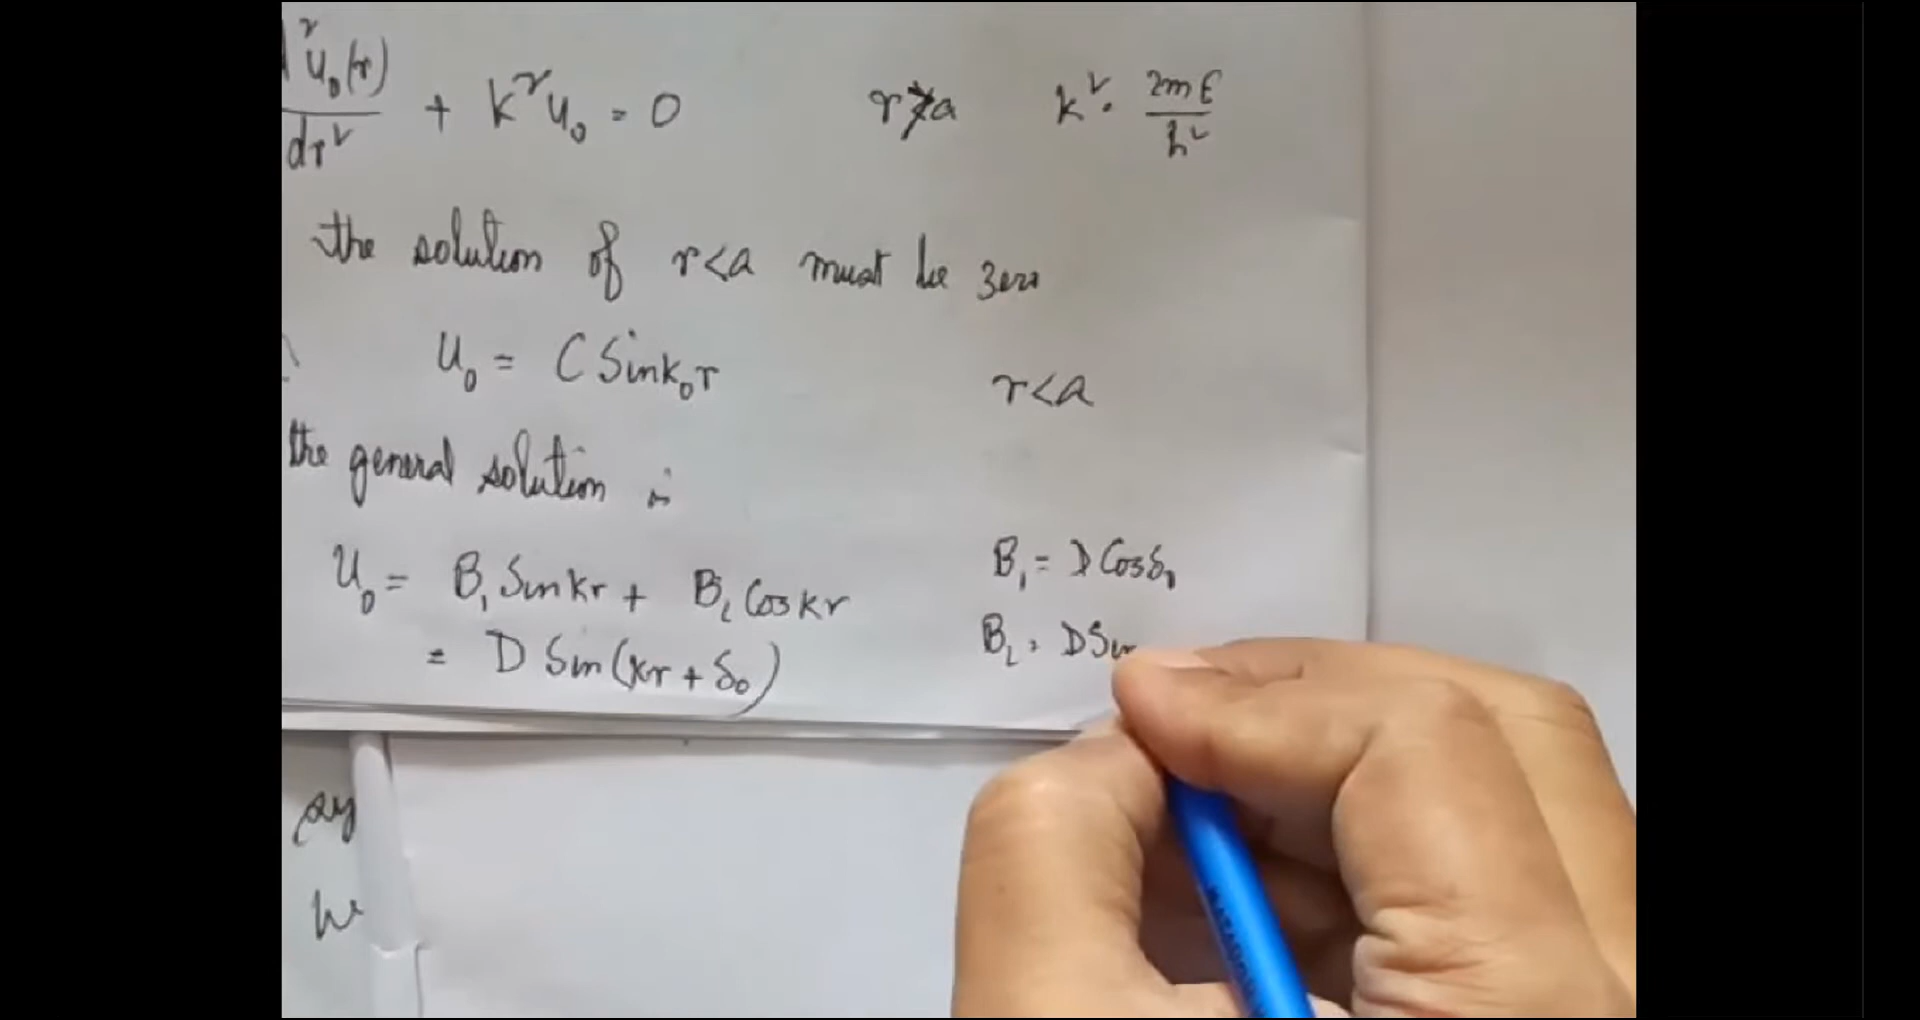 d²u₀(r)/dr² + k²u₀ = 0 r>a k² = 2mE/ħ²
the solution of r<a must be zero
u₀ = C Sin k₀r r<a
the general solution is
u₀ = B₁ Sin kr + B₂ Cos kr B₁ = D Cos δ₀
= D Sin (kr + δ₀) B₂ = D Sin